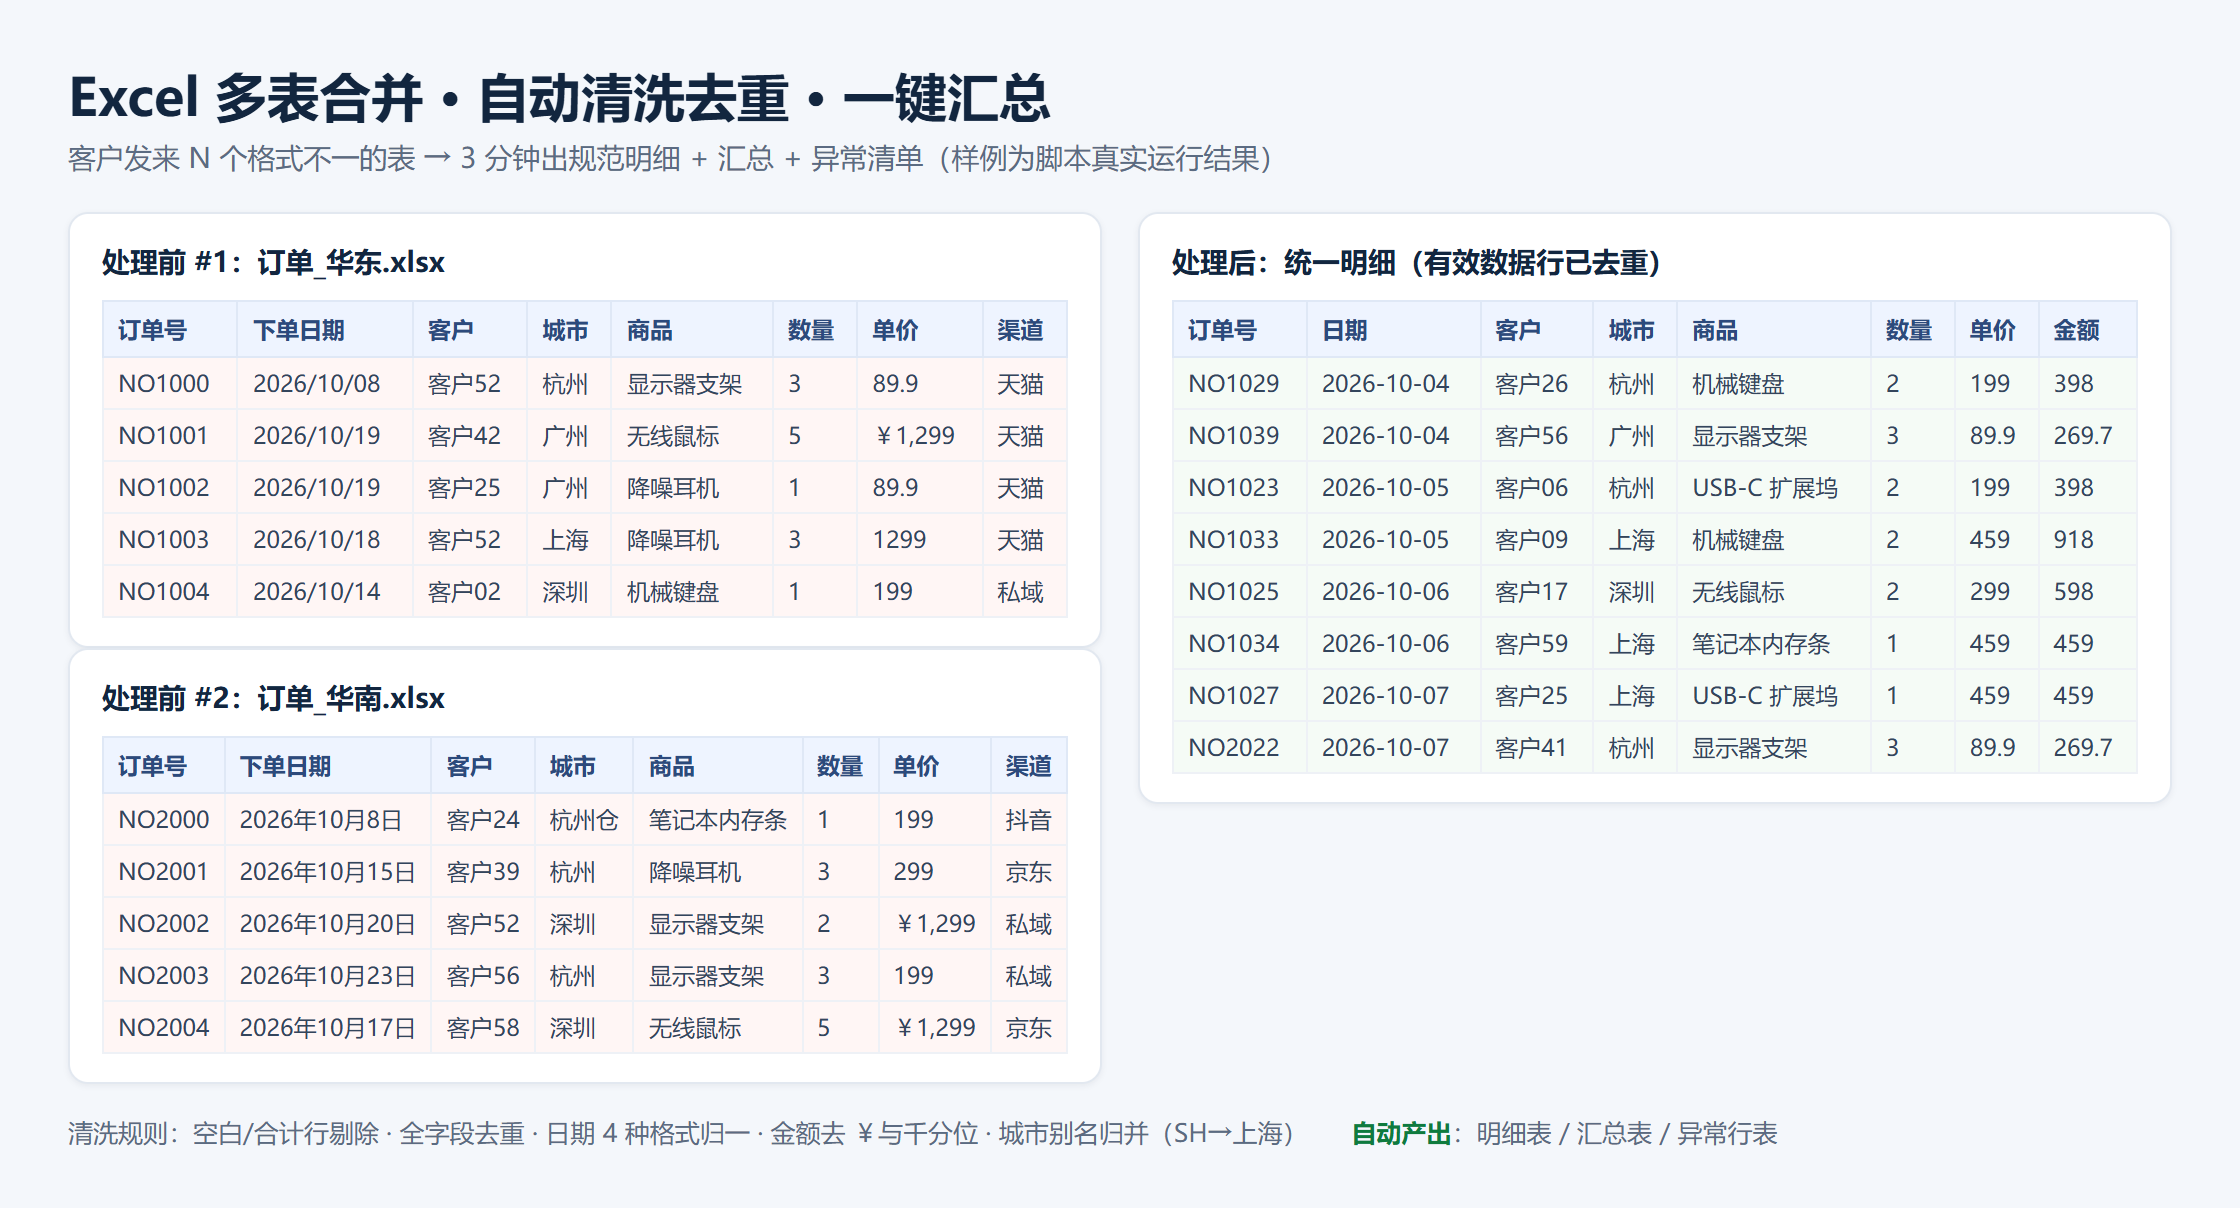 Excel 多表合并 · 自动清洗去重 · 一键汇总
客户发来 N 个格式不一的表 → 3 分钟出规范明细 + 汇总 + 异常清单（样例为脚本真实运行结果）
处理前 #1：订单_华东.xlsx
订单号 下单日期 客户 城市 商品 数量 单价 渠道
NO1000 2026/10/08 客户52 杭州 显示器支架 3 89.9 天猫
NO1001 2026/10/19 客户42 广州 无线鼠标 5 ￥1,299 天猫
NO1002 2026/10/19 客户25 广州 降噪耳机 1 89.9 天猫
NO1003 2026/10/18 客户52 上海 降噪耳机 3 1299 天猫
NO1004 2026/10/14 客户02 深圳 机械键盘 1 199 私域
处理前 #2：订单_华南.xlsx
订单号 下单日期 客户 城市 商品 数量 单价 渠道
NO2000 2026年10月8日 客户24 杭州仓 笔记本内存条 1 199 抖音
NO2001 2026年10月15日 客户39 杭州 降噪耳机 3 299 京东
NO2002 2026年10月20日 客户52 深圳 显示器支架 2 ￥1,299 私域
NO2003 2026年10月23日 客户56 杭州 显示器支架 3 199 私域
NO2004 2026年10月17日 客户58 深圳 无线鼠标 5 ￥1,299 京东
处理后：统一明细（有效数据行已去重）
订单号 日期 客户 城市 商品 数量 单价 金额
NO1029 2026-10-04 客户26 杭州 机械键盘 2 199 398
NO1039 2026-10-04 客户56 广州 显示器支架 3 89.9 269.7
NO1023 2026-10-05 客户06 杭州 USB-C 扩展坞 2 199 398
NO1033 2026-10-05 客户09 上海 机械键盘 2 459 918
NO1025 2026-10-06 客户17 深圳 无线鼠标 2 299 598
NO1034 2026-10-06 客户59 上海 笔记本内存条 1 459 459
NO1027 2026-10-07 客户25 上海 USB-C 扩展坞 1 459 459
NO2022 2026-10-07 客户41 杭州 显示器支架 3 89.9 269.7
清洗规则：空白/合计行剔除 · 全字段去重 · 日期 4 种格式归一 · 金额去 ￥与千分位 · 城市别名归并（SH→上海） 自动产出：明细表 / 汇总表 / 异常行表